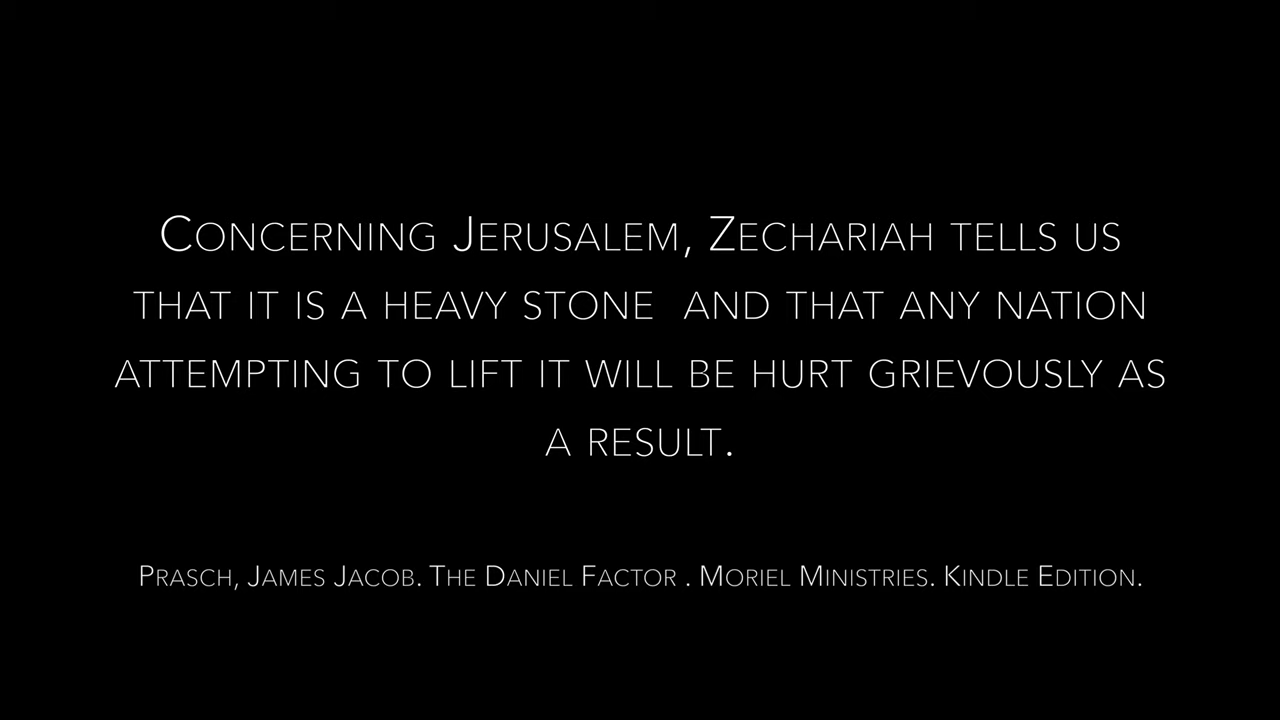 Concerning Jerusalem, Zechariah tells us
that it is a heavy stone  and that any nation
attempting to lift it will be hurt grievously as
a result.
Prasch, James Jacob. The Daniel Factor . Moriel Ministries. Kindle Edition.